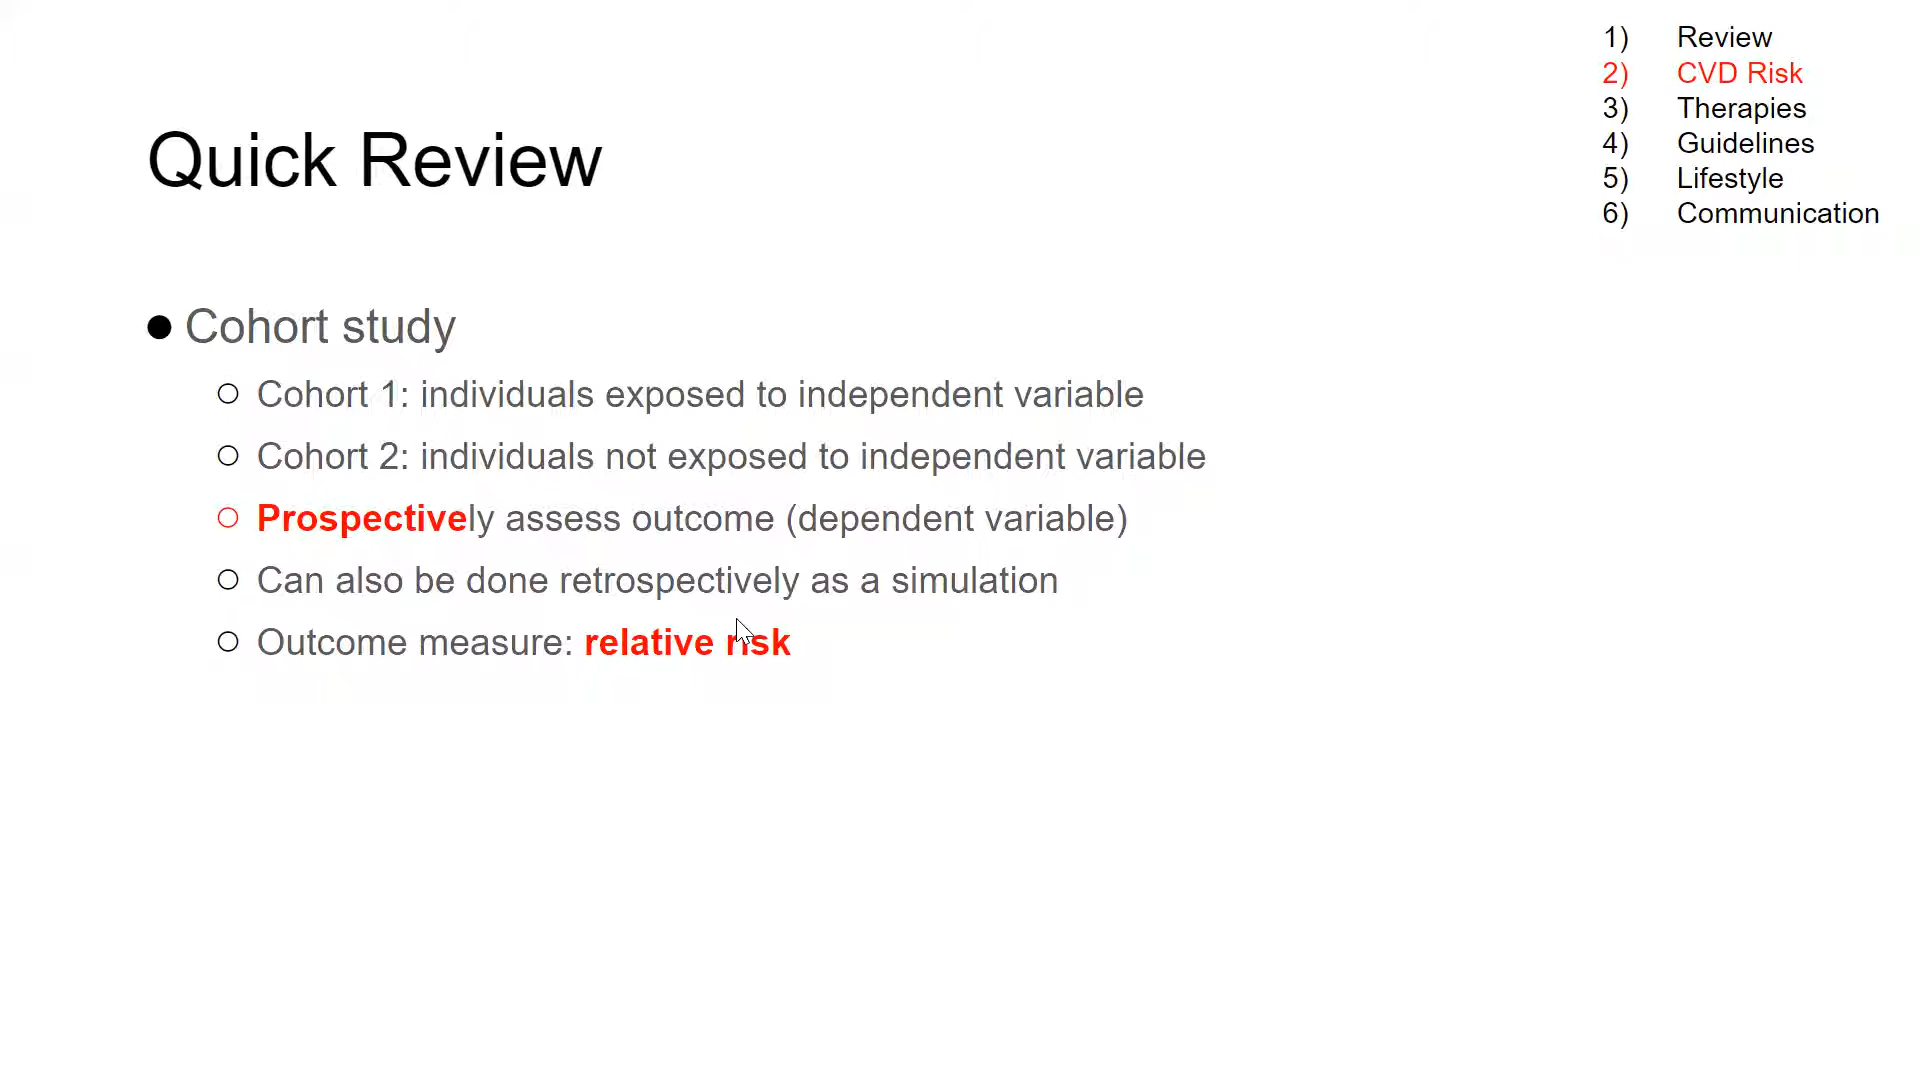 1) Review
2) CVD Risk
3) Therapies
4) Guidelines
5) Lifestyle
6) Communication
Quick Review
● Cohort study
○ Cohort 1: individuals exposed to independent variable
○ Cohort 2: individuals not exposed to independent variable
○ Prospectively assess outcome (dependent variable)
○ Can also be done retrospectively as a simulation
○ Outcome measure: relative risk